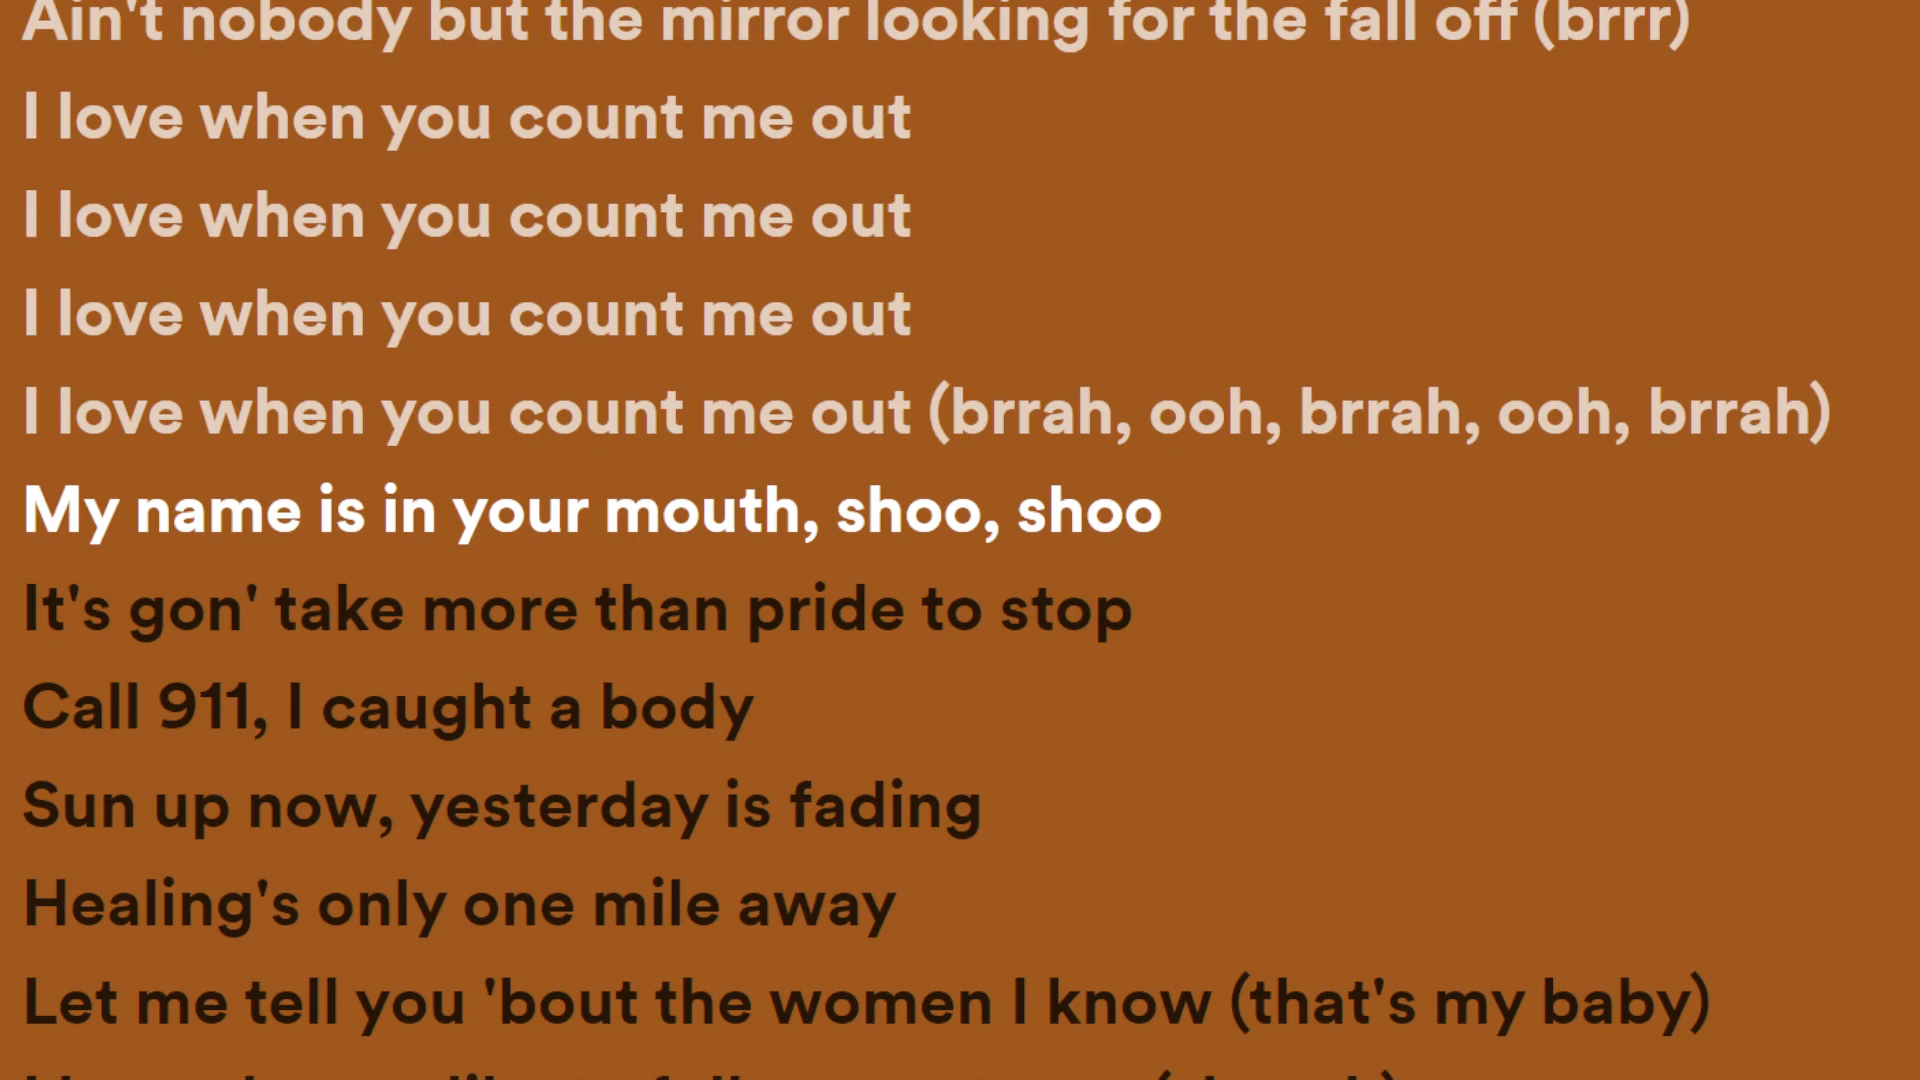 Ain't nobody but the mirror looking for the fall off (brrr)
I love when you count me out
I love when you count me out
I love when you count me out
I love when you count me out (brrah, ooh, brrah, ooh, brrah)
My name is in your mouth, shoo, shoo
It's gon' take more than pride to stop
Call 911, I caught a body
Sun up now, yesterday is fading
Healing's only one mile away
Let me tell you 'bout the women I know (that's my baby)